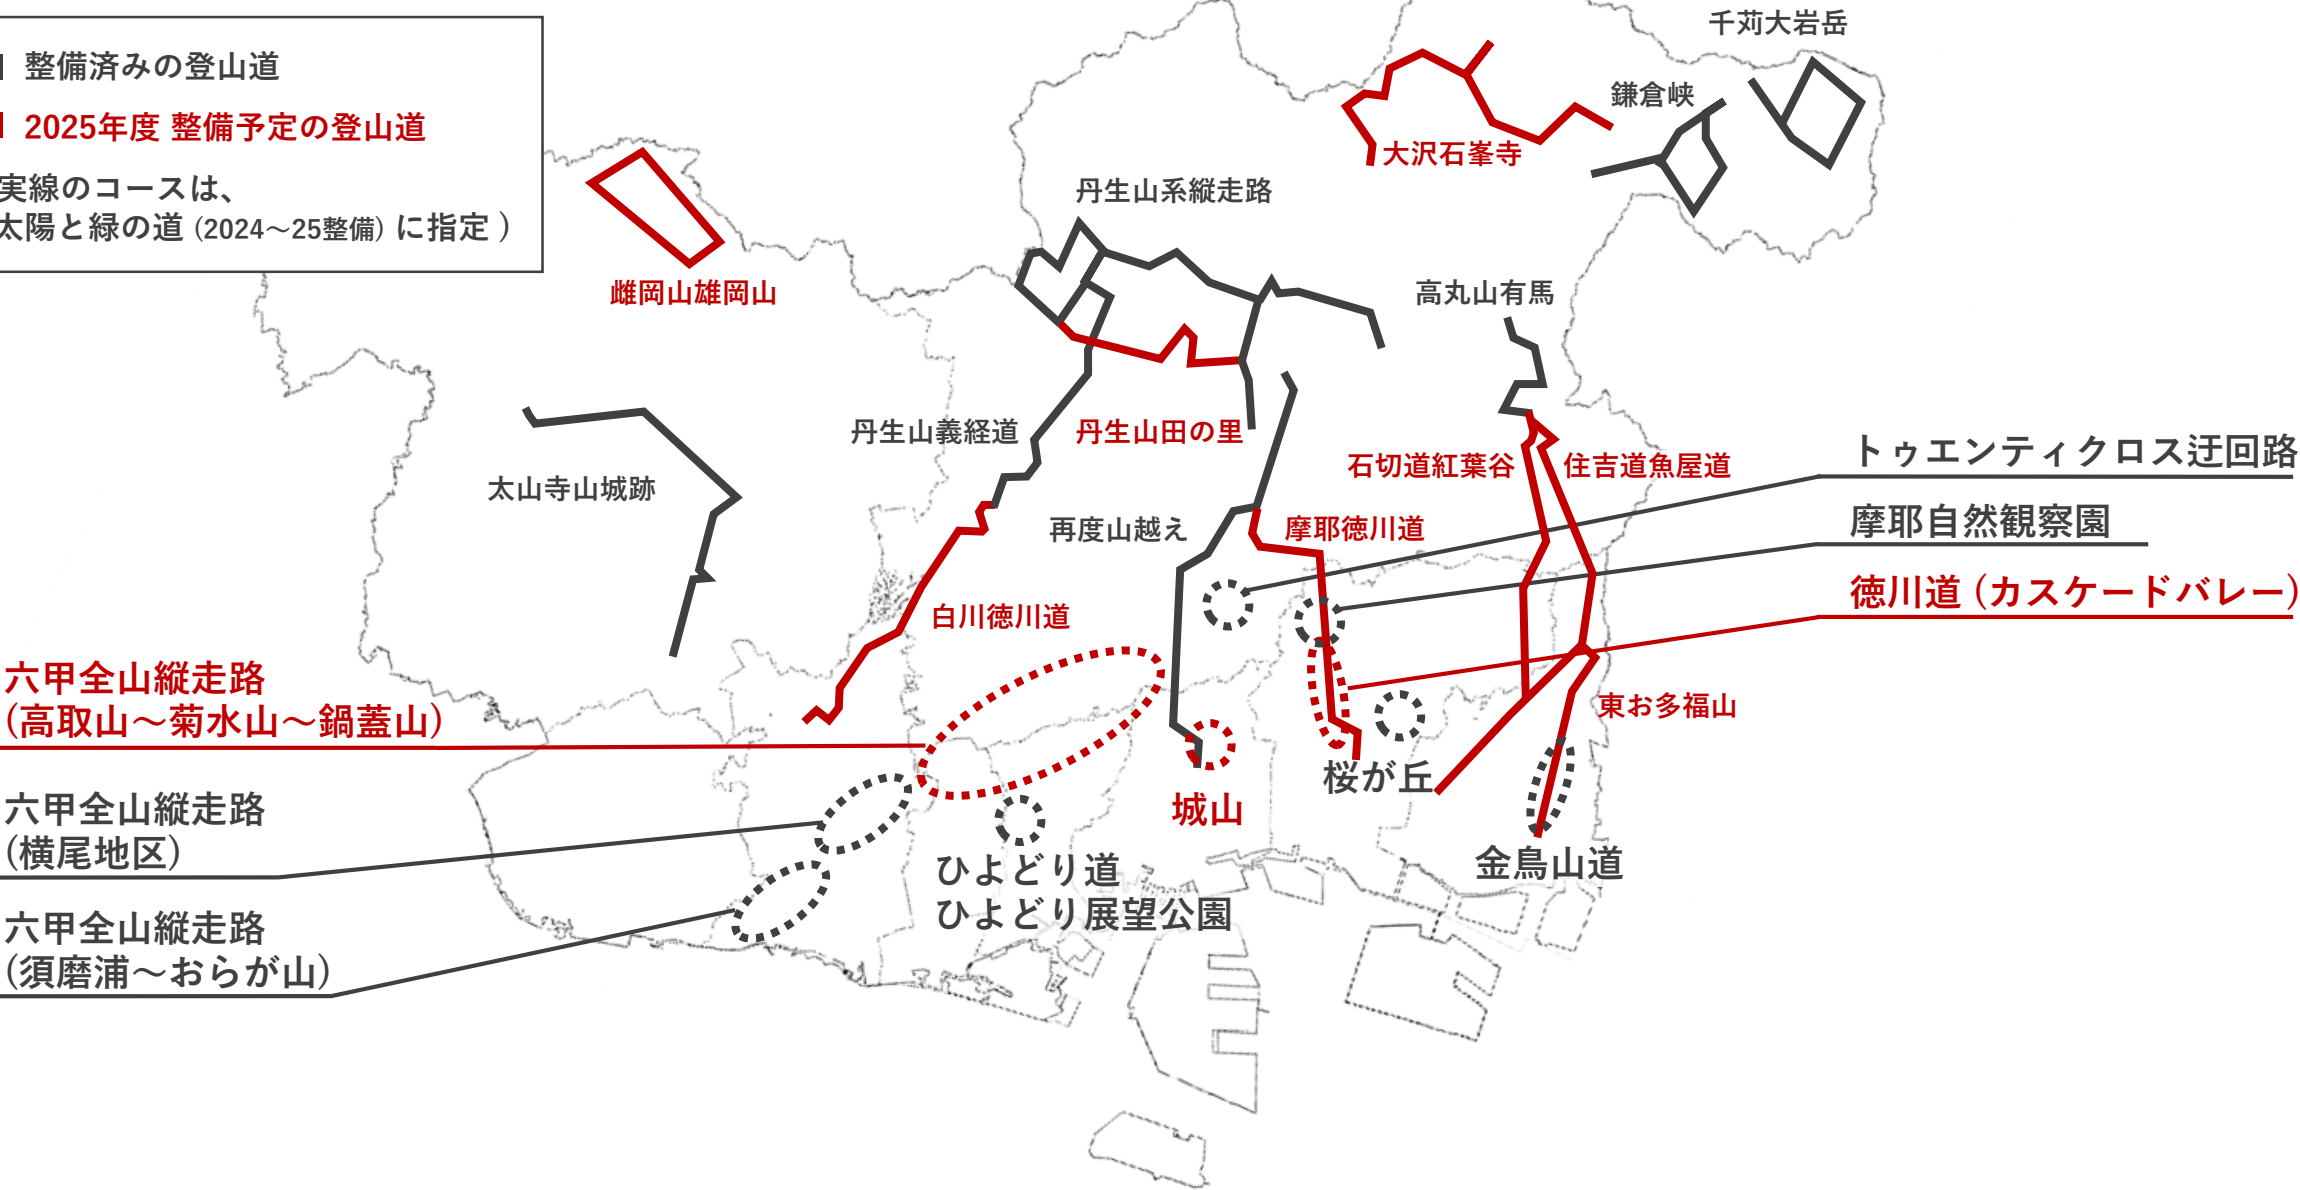 整備済みの登山道
2025年度 整備予定の登山道
実線のコースは、
太陽と緑の道 (2024～25整備) に指定 )
千苅大岩岳
鎌倉峡
大沢石峯寺
丹生山系縦走路
雌岡山雄岡山
高丸山有馬
丹生山義経道
丹生山田の里
石切道紅葉谷
住吉道魚屋道
トゥエンティクロス迂回路
太山寺山城跡
再度山越え
摩耶徳川道
摩耶自然観察園
徳川道 (カスケードバレー)
白川徳川道
六甲全山縦走路
(高取山～菊水山～鍋蓋山)
東お多福山
桜が丘
城山
六甲全山縦走路
(横尾地区)
金鳥山道
ひよどり道
ひよどり展望公園
六甲全山縦走路
(須磨浦～おらが山)